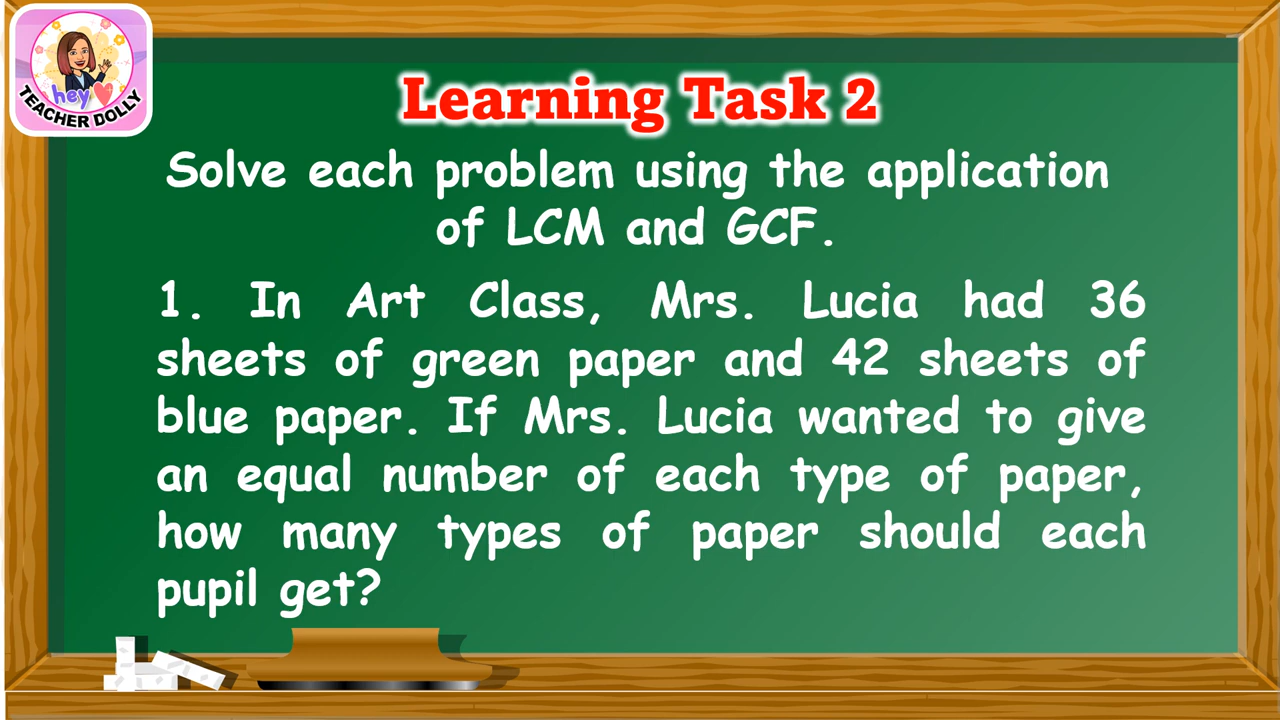 hey
TEACHER DOLLY
Learning Task 2
Solve each problem using the application
of LCM and GCF.
1. In Art Class, Mrs. Lucia had 36
sheets of green paper and 42 sheets of
blue paper. If Mrs. Lucia wanted to give
an equal number of each type of paper,
how many types of paper should each
pupil get?